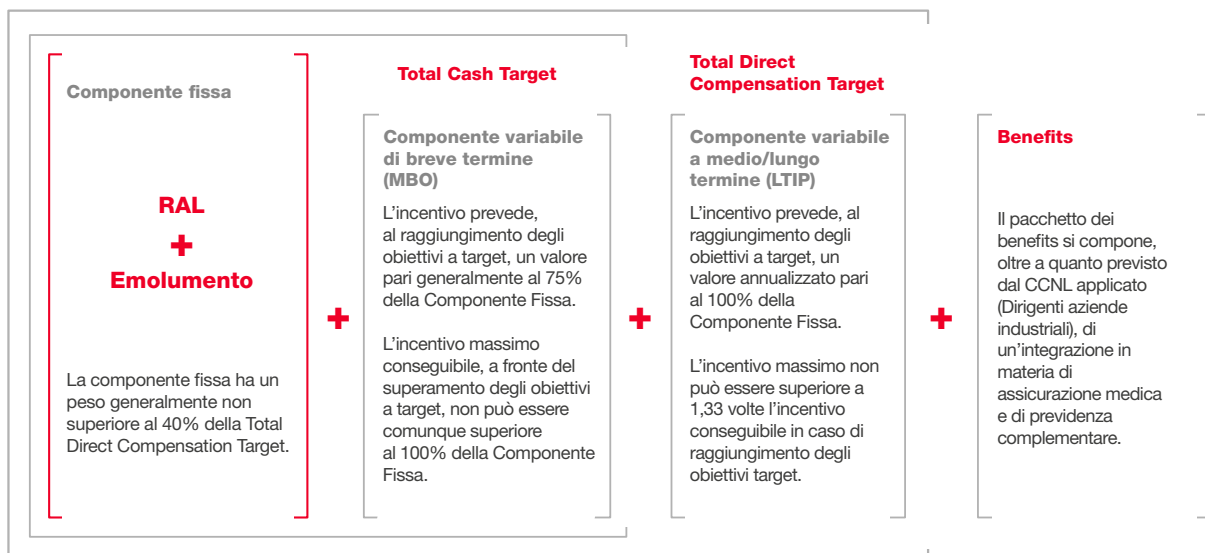 Componente fissa
RAL
+
Emolumento
La componente fissa ha un
peso generalmente non
superiore al 40% della Total
Direct Compensation Target.
+
Total Cash Target
Componente variabile
di breve termine
(MBO)
L’incentivo prevede,
al raggiungimento degli
obiettivi a target, un valore
pari generalmente al 75%
della Componente Fissa.
L’incentivo massimo
conseguibile, a fronte del
superamento degli obiettivi
a target, non può essere
comunque superiore
al 100% della Componente
Fissa.
+
Total Direct
Compensation Target
Componente variabile
a medio/lungo
termine (LTIP)
L’incentivo prevede, al
raggiungimento degli
obiettivi a target, un
valore annualizzato pari
al 100% della
Componente Fissa.
L’incentivo massimo non
può essere superiore a
1,33 volte l’incentivo
conseguibile in caso di
raggiungimento degli
obiettivi target.
+
Benefits
Il pacchetto dei
benefits si compone,
oltre a quanto previsto
dal CCNL applicato
(Dirigenti aziende
industriali), di
un’integrazione in
materia di
assicurazione medica
e di previdenza
complementare.